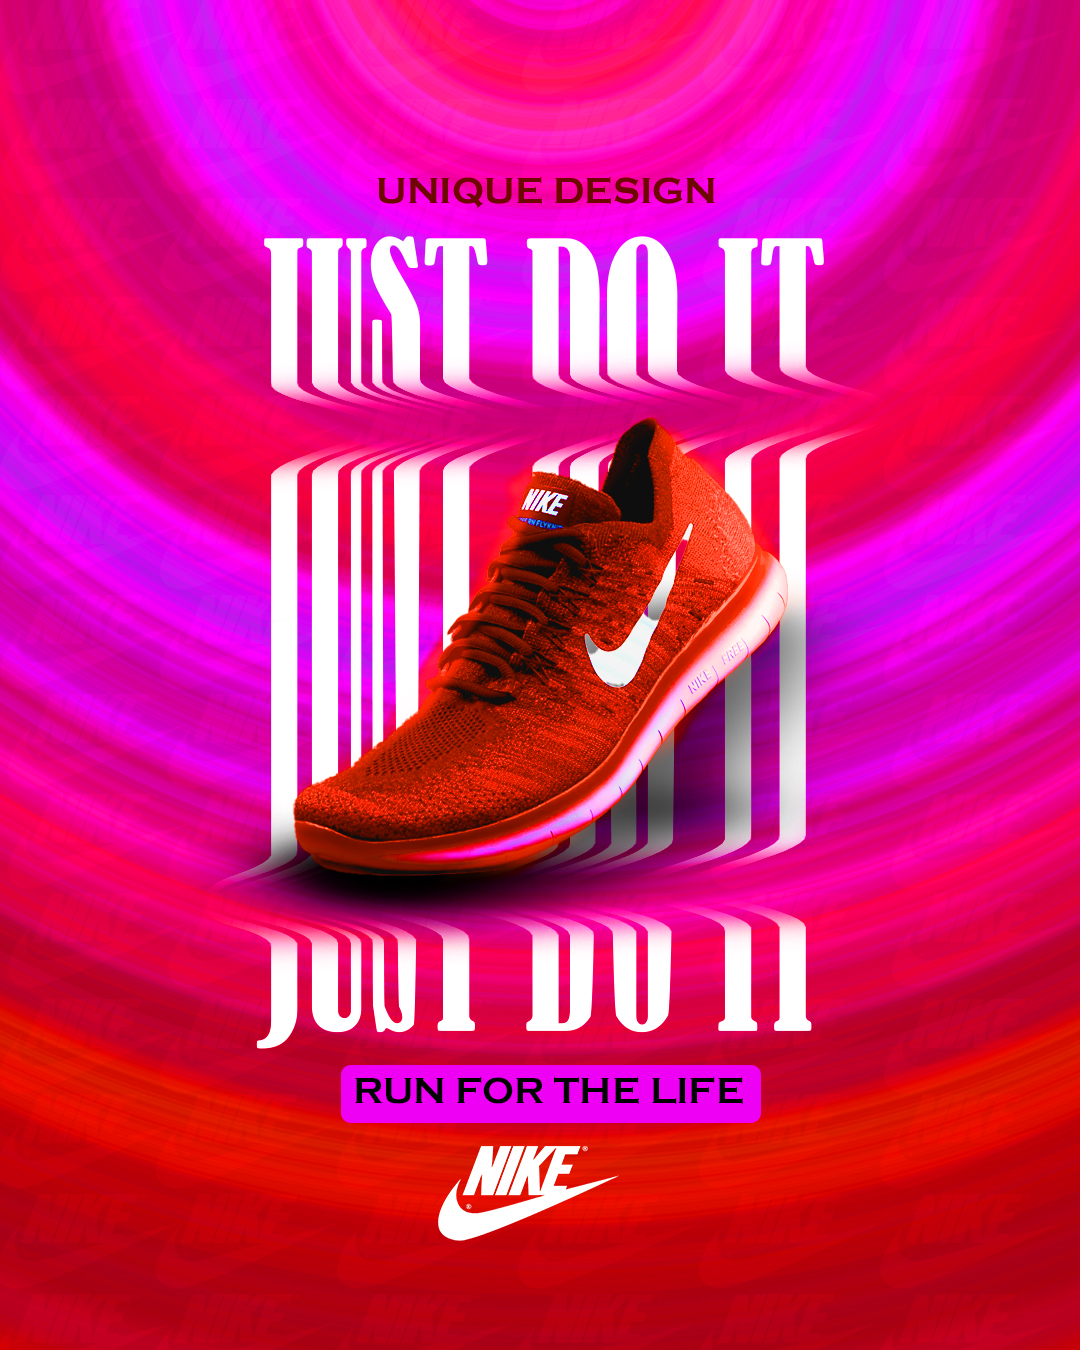 UNIQUE DESIGN
JUST DO IT
NIKE
NIKE FREE
JUST DO IT
RUN FOR THE LIFE
NIKE